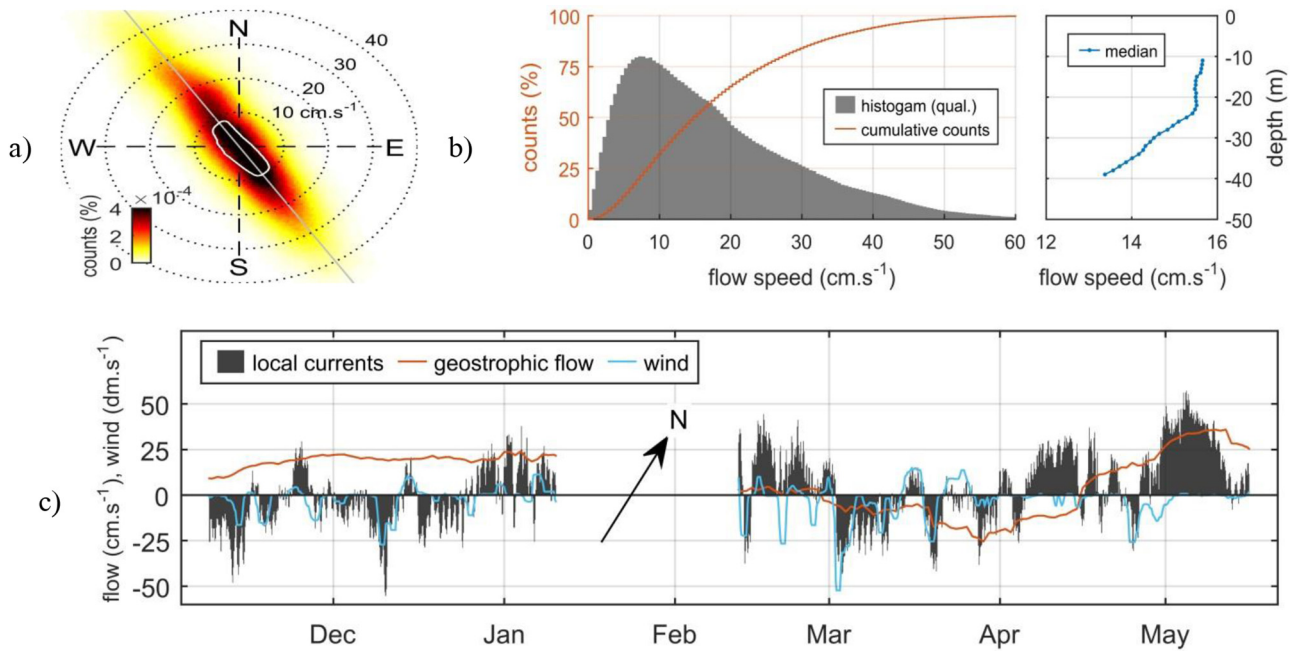 a)
N
W
E
S
40
30
20
10 cm.s⁻¹
× 10⁻⁴
counts (%)
4
2
0
b)
counts (%)
100
75
50
25
0
histogam (qual.)
cumulative counts
0 10 20 30 40 50 60
flow speed (cm.s⁻¹)
median
0
-10
-20
-30
-40
-50
depth (m)
12 14 16
flow speed (cm.s⁻¹)
c)
flow (cm.s⁻¹), wind (dm.s⁻¹)
local currents geostrophic flow wind
50
25
0
-25
-50
N
Dec Jan Feb Mar Apr May